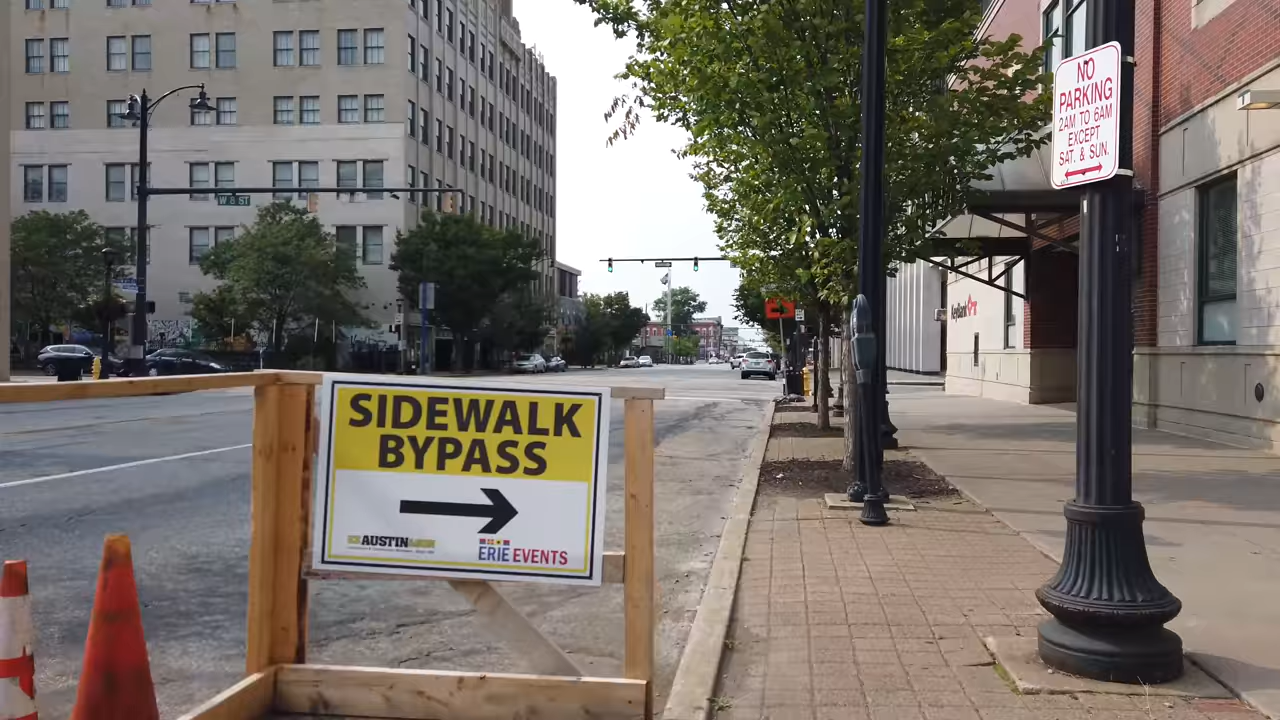 NO
PARKING
2AM TO 6AM
EXCEPT
SAT. & SUN.
W 8 ST
KeyBank
SIDEWALK
BYPASS
AUSTIN
ERIE EVENTS